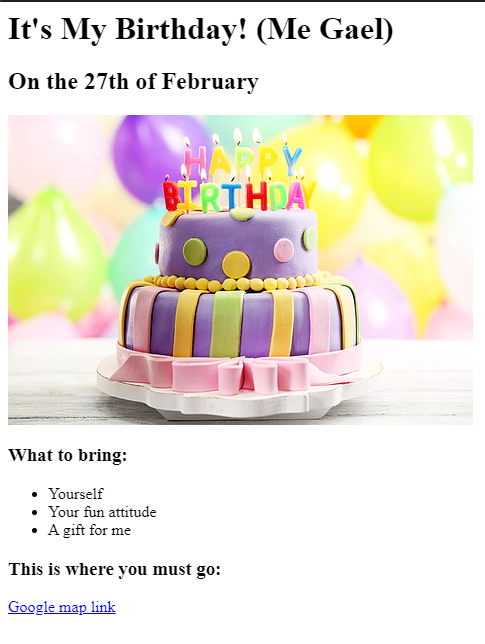 It's My Birthday! (Me Gael)
On the 27th of February
HAPPY
BIRTHDAY
What to bring:
Yourself
Your fun attitude
A gift for me
This is where you must go:
Google map link